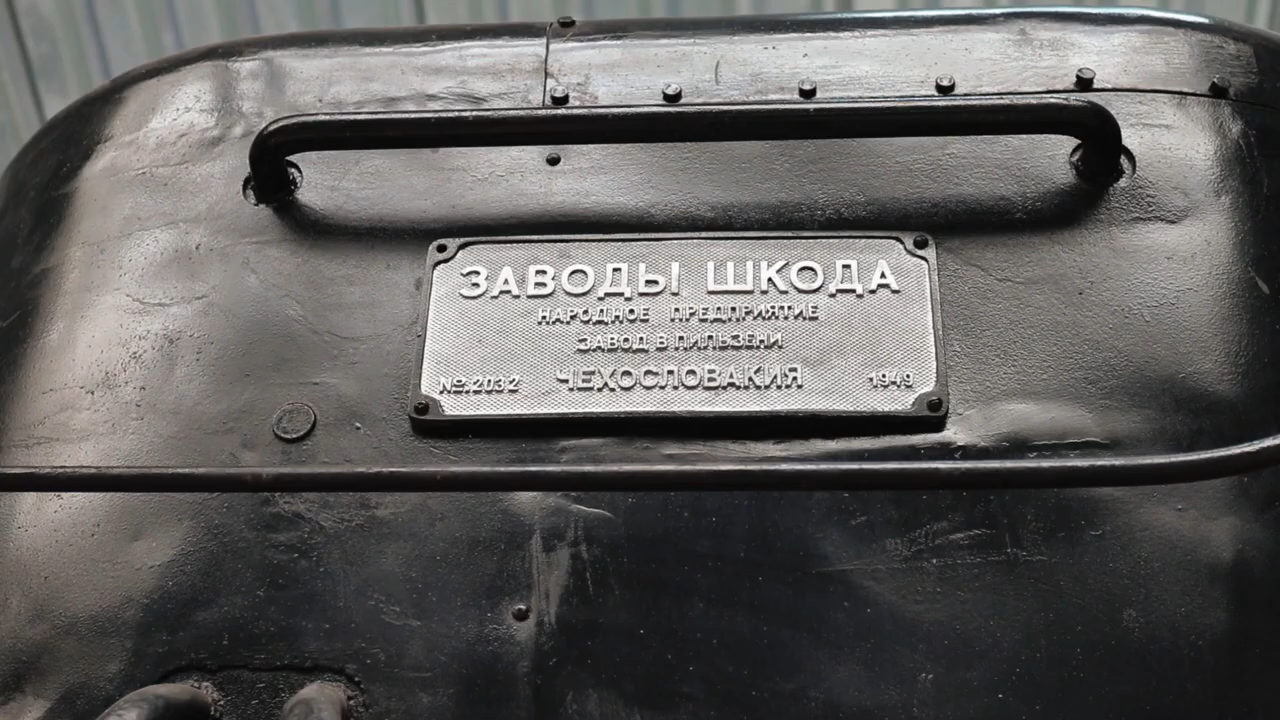 ЗАВОДЫ ШКОДА
НАРОДНОЕ ПРЕДПРИЯТИЕ
ЗАВОД В ПИЛЬЗЕНИ
№.2032 ЧЕХОСЛОВАКИЯ 1949